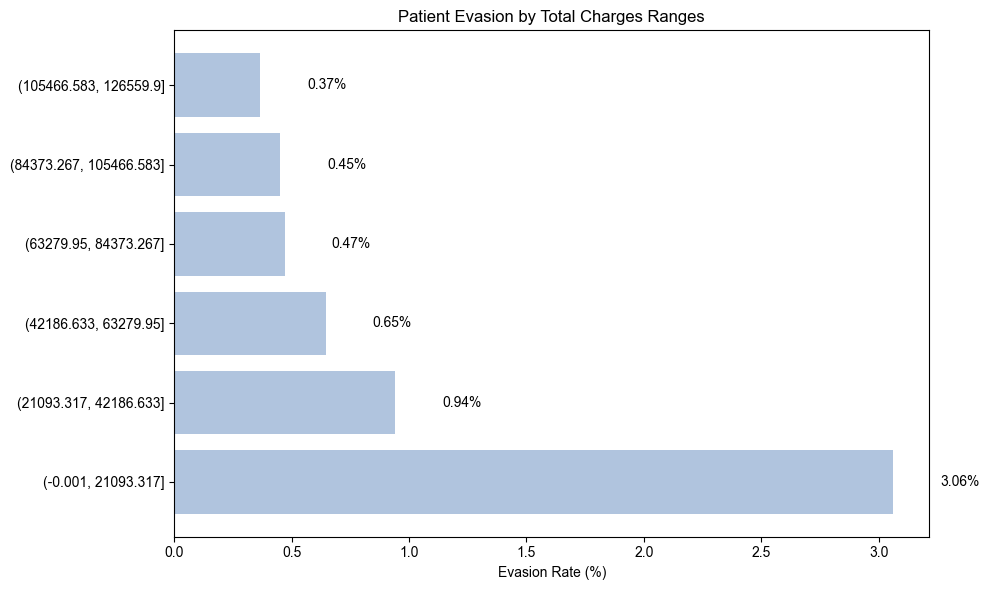 Patient Evasion by Total Charges Ranges
(105466.583, 126559.9] 0.37%
(84373.267, 105466.583] 0.45%
(63279.95, 84373.267] 0.47%
(42186.633, 63279.95] 0.65%
(21093.317, 42186.633] 0.94%
(-0.001, 21093.317] 3.06%
0.0 0.5 1.0 1.5 2.0 2.5 3.0
Evasion Rate (%)